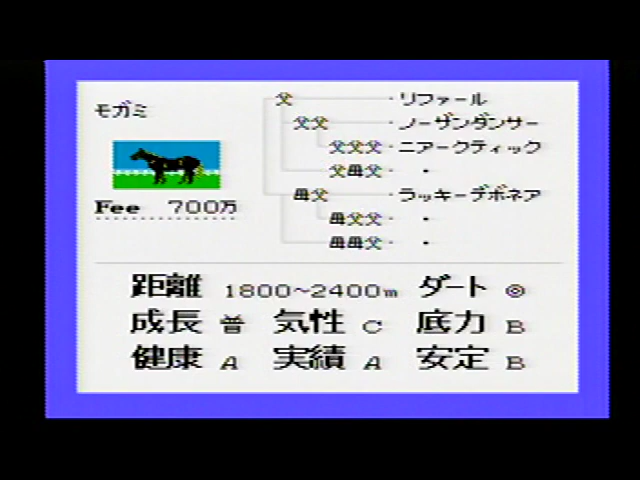 モガミ
父 リファール
父父 ノーザンダンサー
父父父 ニアークティック
父母父 ・
母父 ラッキーデボネア
母父父 ・
母母父 ・
Fee 700万
距離 1800〜2400m ダート ◎
成長 普 気性 C 底力 B
健康 A 実績 A 安定 B